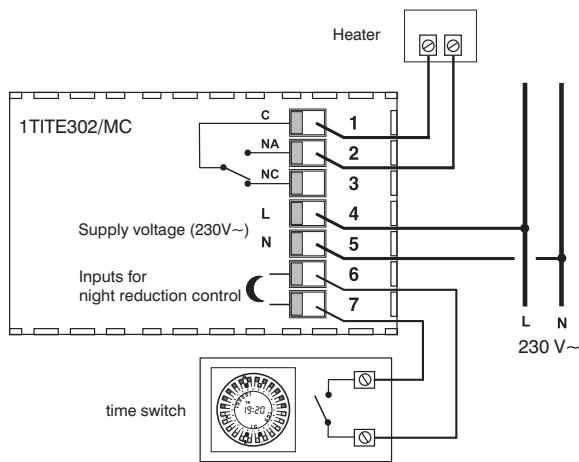 Heater
1TITE302/MC
C 1
NA 2
NC 3
L 4
Supply voltage (230V~)
N 5
Inputs for
night reduction control
6
7
L N
230 V~
time switch
19:20